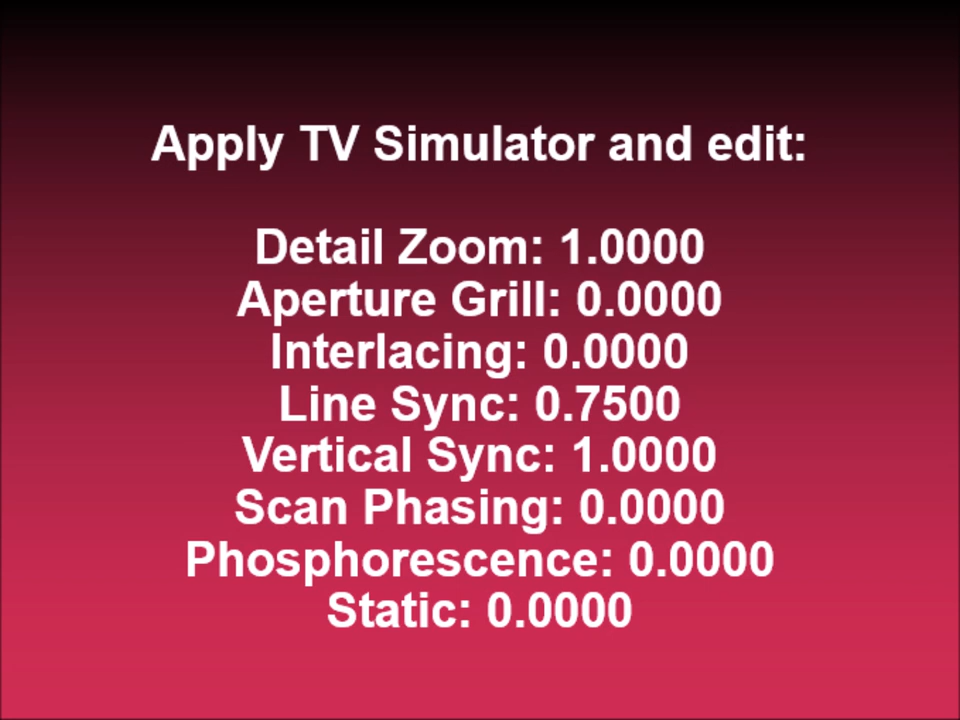 Apply TV Simulator and edit:
Detail Zoom: 1.0000
Aperture Grill: 0.0000
Interlacing: 0.0000
Line Sync: 0.7500
Vertical Sync: 1.0000
Scan Phasing: 0.0000
Phosphorescence: 0.0000
Static: 0.0000